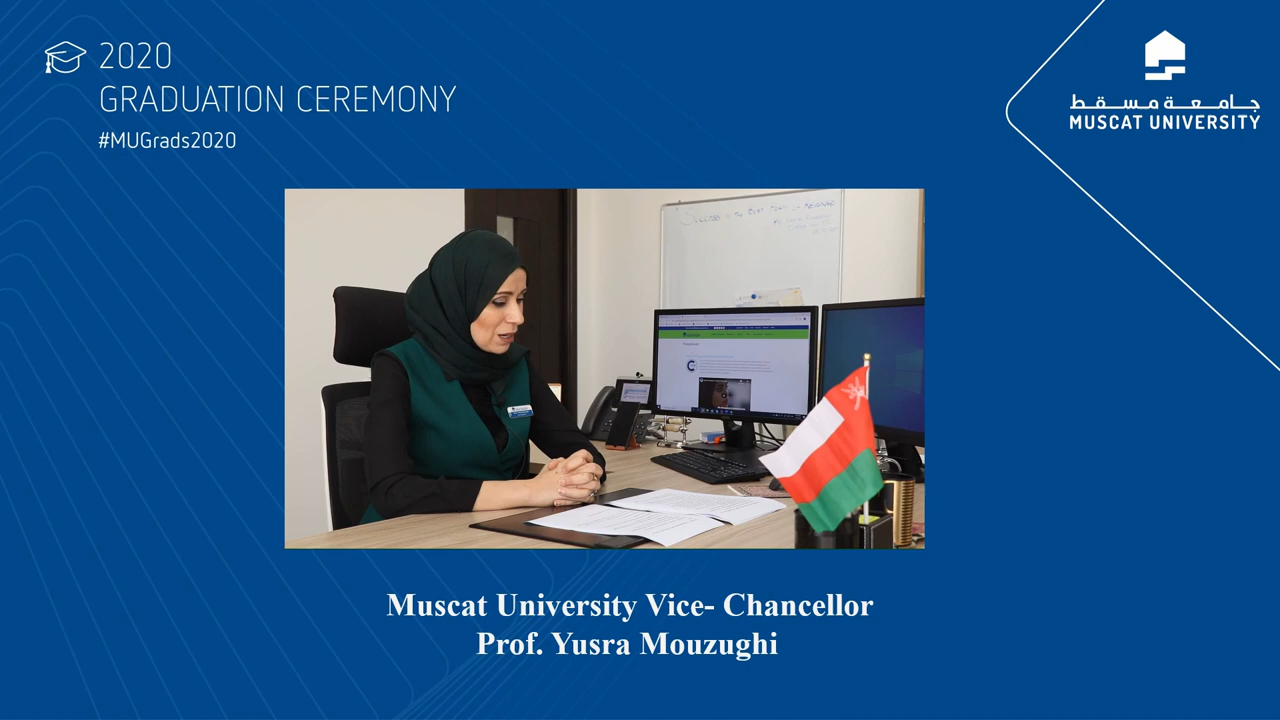 2020
GRADUATION CEREMONY
#MUGrads2020
جامعة مسقط
MUSCAT UNIVERSITY
Muscat University Vice- Chancellor
Prof. Yusra Mouzughi